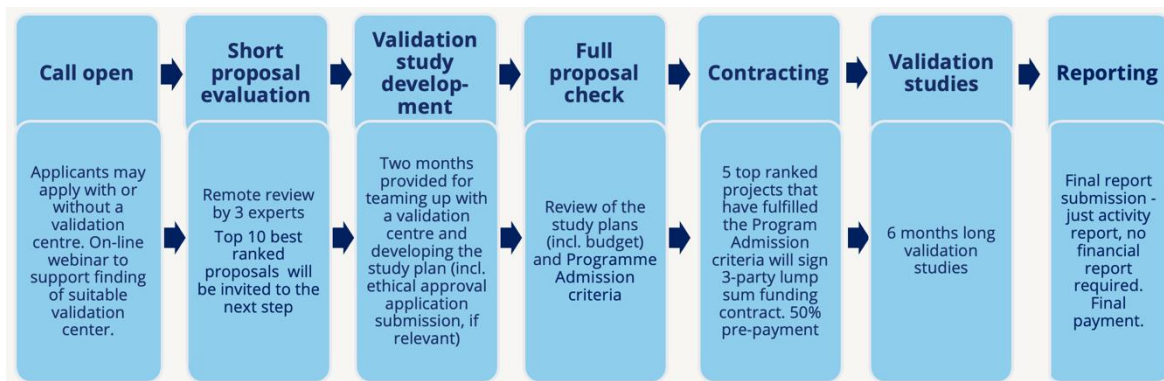 Call open
Short
proposal
evaluation
Validation
study
develop-
ment
Full
proposal
check
Contracting
Validation
studies
Reporting
Applicants may
apply with or
without a
validation
centre. On-line
webinar to
support finding
of suitable
validation
center.
Remote review
by 3 experts
Top 10 best
ranked
proposals will
be invited to the
next step
Two months
provided for
teaming up with
a validation
centre and
developing the
study plan (incl.
ethical approval
application
submission, if
relevant)
Review of the
study plans
(incl. budget)
and Programme
Admission
criteria
5 top ranked
projects that
have fulfilled
the Program
Admission
criteria will sign
3-party lump
sum funding
contract. 50%
pre-payment
6 months long
validation
studies
Final report
submission -
just activity
report, no
financial
report
required.
Final
payment.